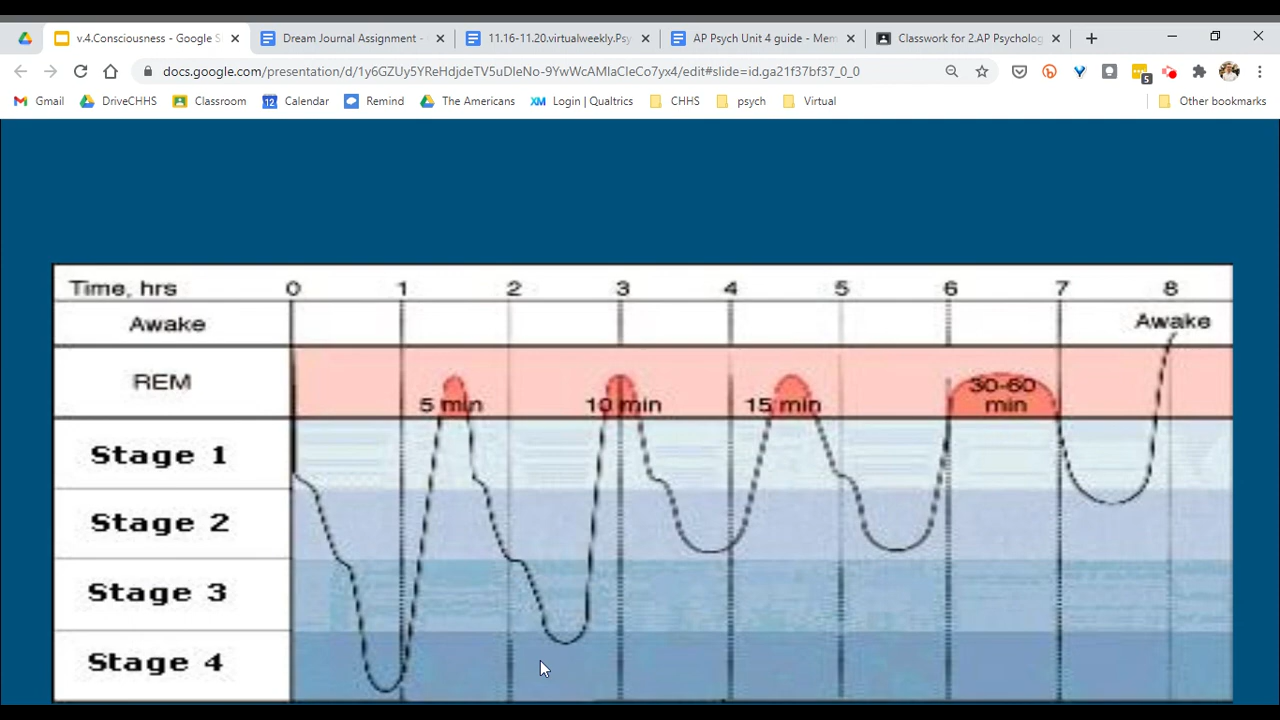 v.4.Consciousness - Google S
Dream Journal Assignment -
11.16-11.20.virtualweekly.Psy
AP Psych Unit 4 guide - Mem
Classwork for 2.AP Psycholog
docs.google.com/presentation/d/
/edit#slide=id.ga21f37bf37_0_0
5
Gmail
DriveCHHS
Classroom
12
Calendar
Remind
The Americans
XM
Login | Qualtrics
CHHS
psych
Virtual
Other bookmarks
Time, hrs 0 1 2 3 4 5 6 7 8
Awake
Awake
REM
5 min
10 min
15 min
30-60
min
Stage 1
Stage 2
Stage 3
Stage 4